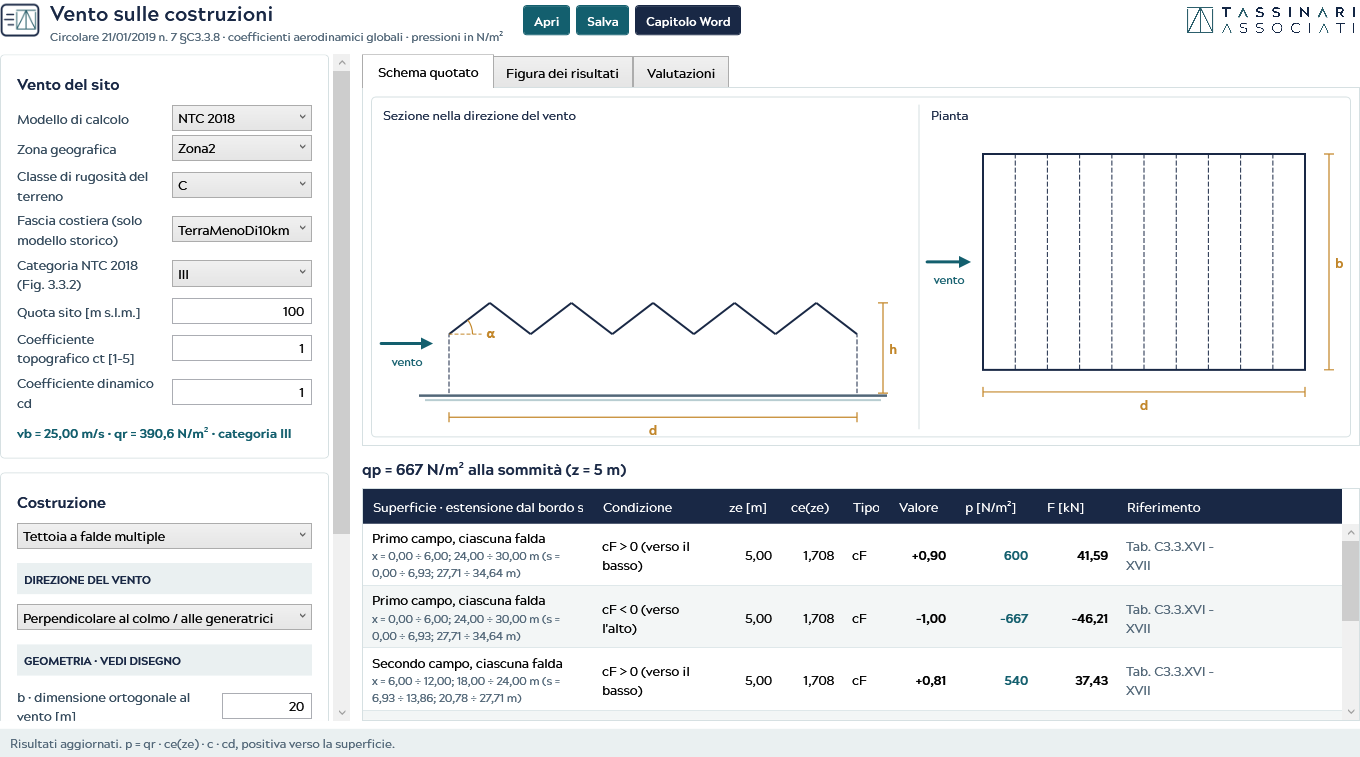 Vento sulle costruzioni
Circolare 21/01/2019 n. 7 §C3.3.8 · coefficienti aerodinamici globali · pressioni in N/m²
Apri
Salva
Capitolo Word
TASSINARI
ASSOCIATI
Vento del sito
Modello di calcolo
NTC 2018
Zona geografica
Zona2
Classe di rugosità del
terreno
C
Fascia costiera (solo
modello storico)
TerraMenoDi10km
Categoria NTC 2018
(Fig. 3.3.2)
III
Quota sito [m s.l.m.]
100
Coefficiente
topografico ct [1-5]
1
Coefficiente dinamico
cd
1
vb = 25,00 m/s · qr = 390,6 N/m² · categoria III
Costruzione
Tettoia a falde multiple
DIREZIONE DEL VENTO
Perpendicolare al colmo / alle generatrici
GEOMETRIA · VEDI DISEGNO
b · dimensione ortogonale al
vento [m]
20
Schema quotato
Figura dei risultati
Valutazioni
Sezione nella direzione del vento
α
vento
h
d
Pianta
vento
b
d
qp = 667 N/m² alla sommità (z = 5 m)
Superficie · estensione dal bordo s
Condizione
ze [m]
ce(ze)
Tipo
Valore
p [N/m²]
F [kN]
Riferimento
Primo campo, ciascuna falda
x = 0,00 ÷ 6,00; 24,00 ÷ 30,00 m (s =
0,00 ÷ 6,93; 27,71 ÷ 34,64 m)
cF > 0 (verso il
basso)
5,00
1,708
cF
+0,90
600
41,59
Tab. C3.3.XVI -
XVII
Primo campo, ciascuna falda
x = 0,00 ÷ 6,00; 24,00 ÷ 30,00 m (s =
0,00 ÷ 6,93; 27,71 ÷ 34,64 m)
cF < 0 (verso
l'alto)
5,00
1,708
cF
-1,00
-667
-46,21
Tab. C3.3.XVI -
XVII
Secondo campo, ciascuna falda
x = 6,00 ÷ 12,00; 18,00 ÷ 24,00 m (s =
6,93 ÷ 13,86; 20,78 ÷ 27,71 m)
cF > 0 (verso il
basso)
5,00
1,708
cF
+0,81
540
37,43
Tab. C3.3.XVI -
XVII
Risultati aggiornati. p = qr · ce(ze) · c · cd, positiva verso la superficie.